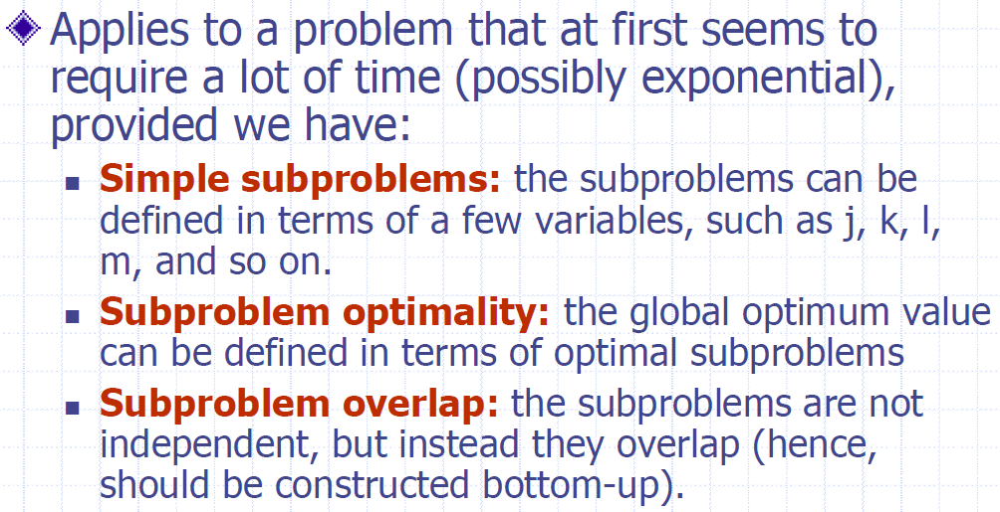 Applies to a problem that at first seems to
require a lot of time (possibly exponential),
provided we have:
Simple subproblems: the subproblems can be
defined in terms of a few variables, such as j, k, l,
m, and so on.
Subproblem optimality: the global optimum value
can be defined in terms of optimal subproblems
Subproblem overlap: the subproblems are not
independent, but instead they overlap (hence,
should be constructed bottom-up).